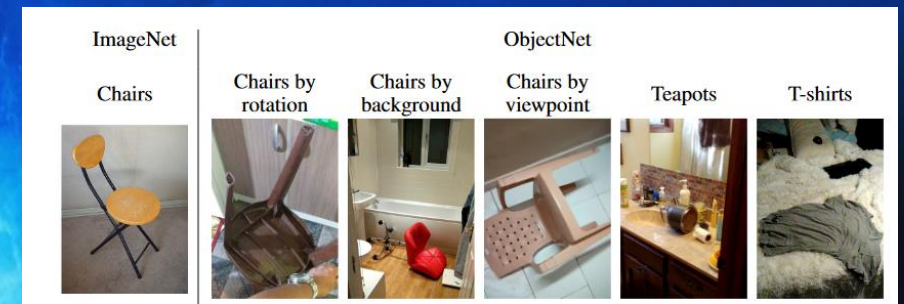 ImageNet
ObjectNet
Chairs
Chairs by rotation
Chairs by background
Chairs by viewpoint
Teapots
T-shirts